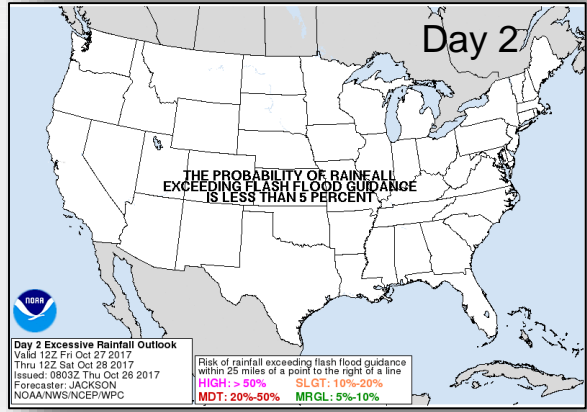 Day 2
THE PROBABILITY OF RAINFALL
EXCEEDING FLASH FLOOD GUIDANCE
IS LESS THAN 5 PERCENT
NOAA
Day 2 Excessive Rainfall Outlook
Valid 12Z Fri Oct 27 2017
Thru 12Z Sat Oct 28 2017
Issued: 0803Z Thu Oct 26 2017
Forecaster: JACKSON
NOAA/NWS/NCEP/WPC
Risk of rainfall exceeding flash flood guidance
within 25 miles of a point to the right of a line
HIGH: > 50% SLGT: 10%-20%
MDT: 20%-50% MRGL: 5%-10%